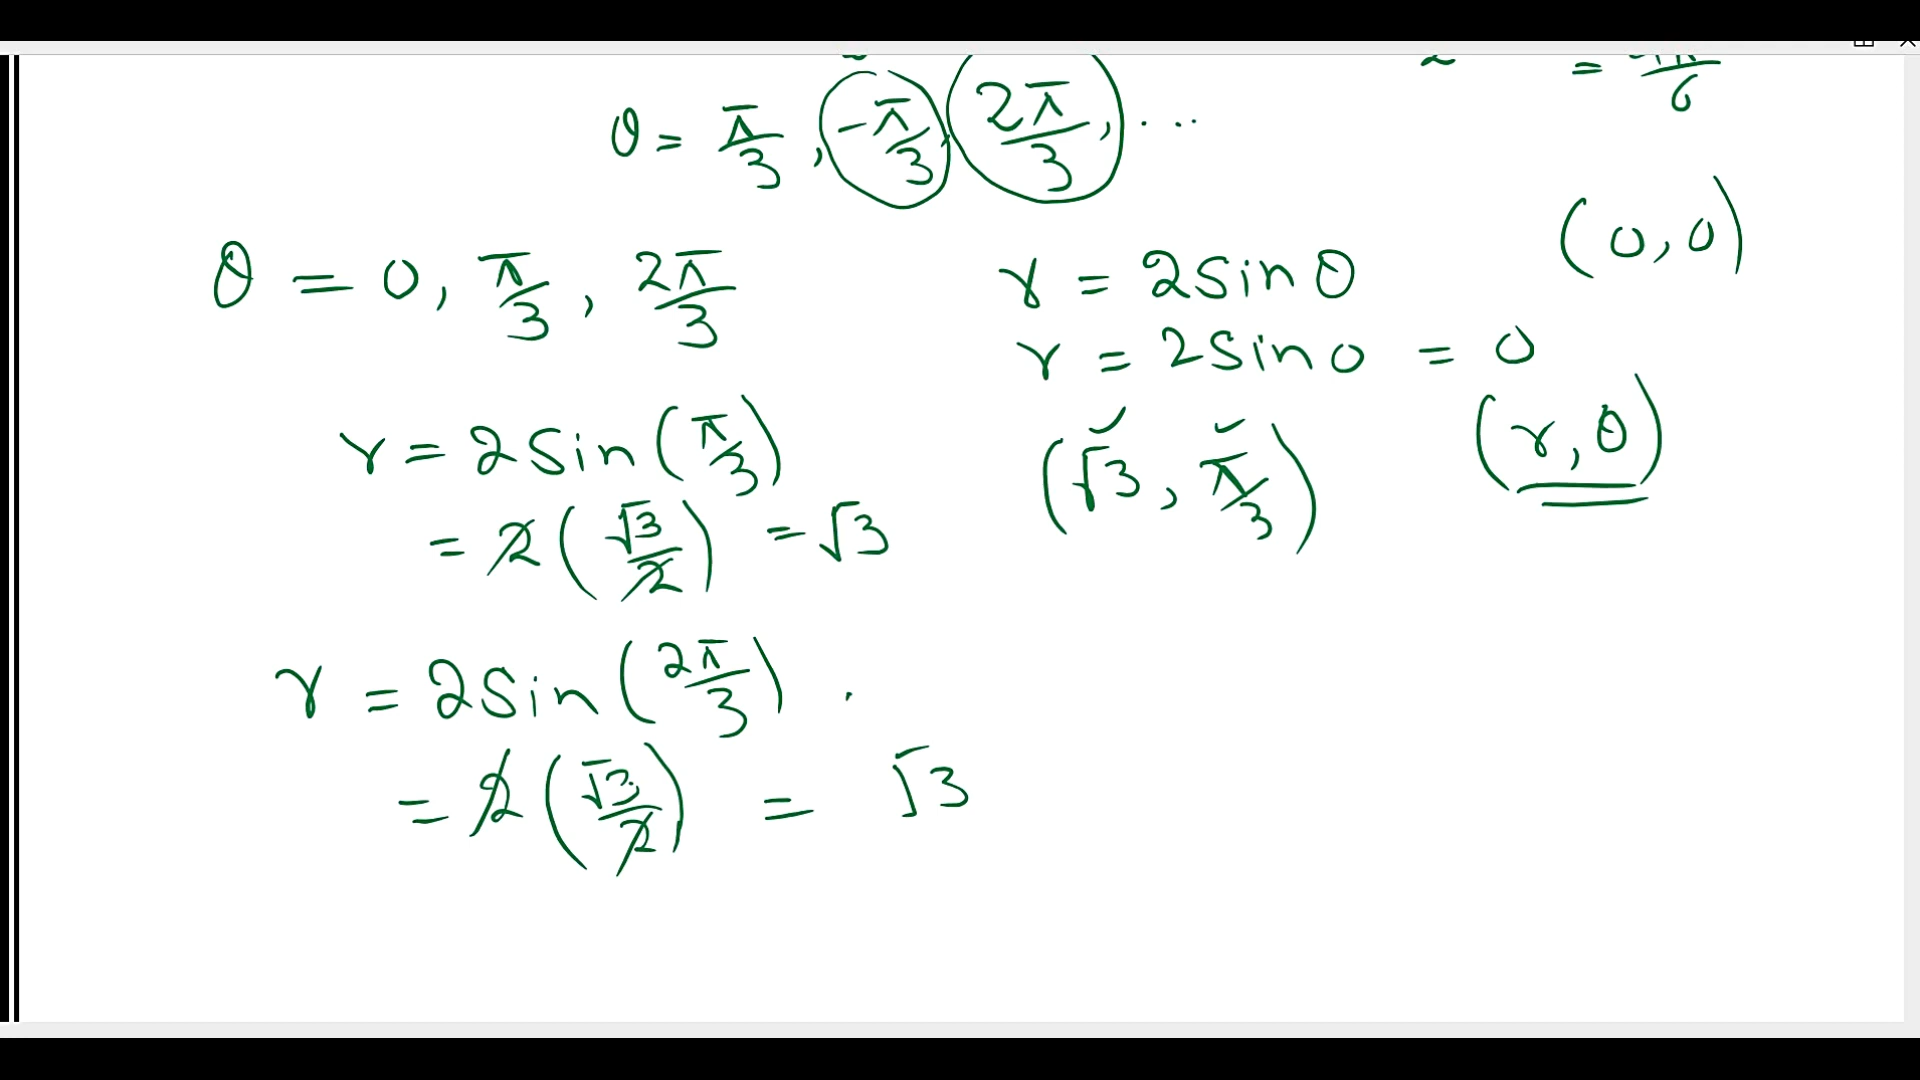 θ = π/3, -π/3, 2π/3, ...
= /6
(0,0)
θ = 0, π/3, 2π/3
r = 2Sinθ
r = 2Sin0 = 0
r = 2Sin(π/3)
(√3, π/3)
(r,θ)
= 2(√3/2) = √3
r = 2Sin(2π/3) .
= 2(√3/2) = √3